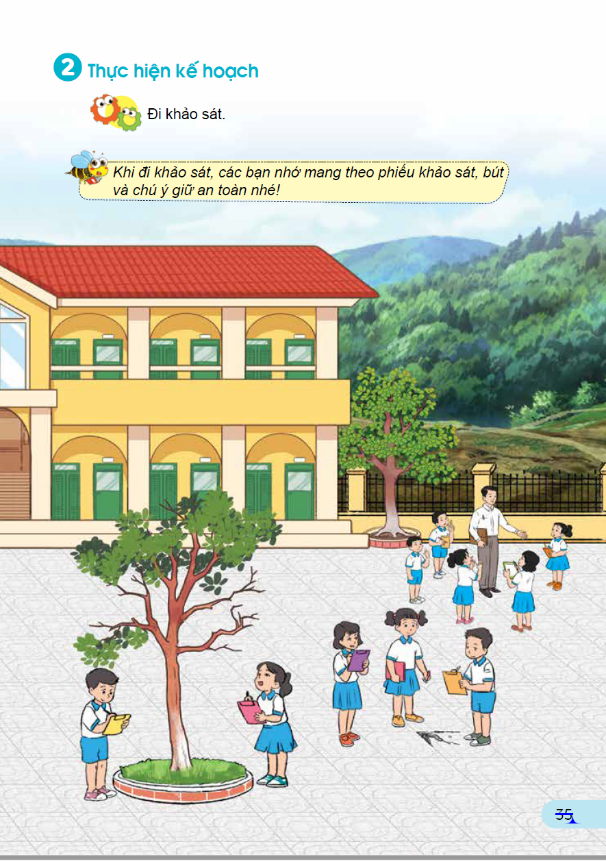 2 Thực hiện kế hoạch
Đi khảo sát.
Khi đi khảo sát, các bạn nhớ mang theo phiếu khảo sát, bút
và chú ý giữ an toàn nhé!
35